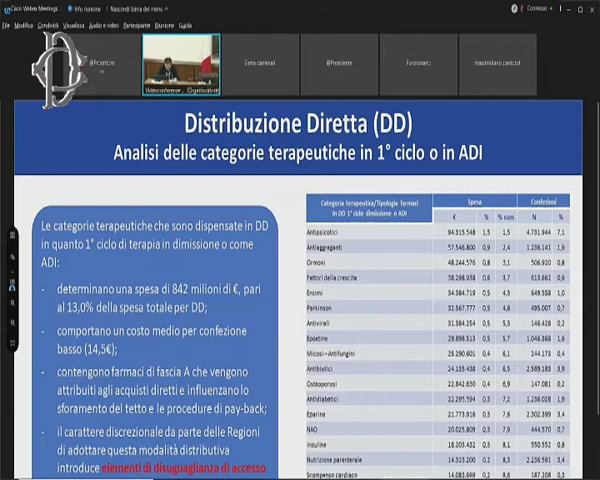 Cisco Webex Meetings
Info riunione
Nascondi barra del menu
Connesso
File Modifica Condividi Visualizza Audio e video Partecipante Riunione Guida
@Proiettore
Videoconference ... (Organizzatore)
Elena carnevali
@Presidente
Funzionario
massimiliano panizzut
Distribuzione Diretta (DD)
Analisi delle categorie terapeutiche in 1° ciclo o in ADI
Le categorie terapeutiche che sono dispensate in DD
in quanto 1° ciclo di terapia in dimissione o come
ADI:
- determinano una spesa di 842 milioni di €, pari
al 13,0% della spesa totale per DD;
- comportano un costo medio per confezione
basso (14,5€);
- contengono farmaci di fascia A che vengono
attribuiti agli acquisti diretti e influenzano lo
sforamento del tetto e le procedure di pay-back;
- il carattere discrezionale da parte delle Regioni
di adottare questa modalità distributiva
introduce elementi di disuguaglianza di accesso
Categoria terapeutica/Tipologia farmaci
in DD 1° ciclo dimissione o ADI
Spesa Confezioni
€ % % cum N %
Antipsicotici 94.315.548 1,5 1,5 4.731.944 7,1
Antiaggreganti 57.546.800 0,9 2,4 1.236.141 1,9
Ormoni 48.244.576 0,8 3,1 506.920 0,8
Fattori della crescita 38.298.938 0,6 3,7 613.662 0,9
Enzimi 34.384.719 0,5 4,3 649.558 1,0
Parkinson 32.567.777 0,5 4,8 495.007 0,7
Antivirali 31.384.254 0,5 5,3 146.428 0,2
Epoetine 29.898.513 0,5 5,7 1.046.368 1,6
Micosi – Antifungini 25.290.601 0,4 6,1 244.173 0,4
Antibiotici 24.135.438 0,4 6,5 2.589.183 3,9
Osteoporosi 22.842.630 0,4 6,9 147.081 0,2
Antidiabetici 22.295.594 0,3 7,2 1.236.028 1,9
Eparine 21.773.916 0,3 7,6 2.302.399 3,4
NAO 20.025.809 0,3 7,9 444.570 0,7
Insuline 16.203.432 0,3 8,1 550.552 0,8
Nutrizione parenterale 14.323.200 0,2 8,3 2.236.591 3,4
Scompenso cardiaco 14.083.669 0,2 8,6 187.208 0,3